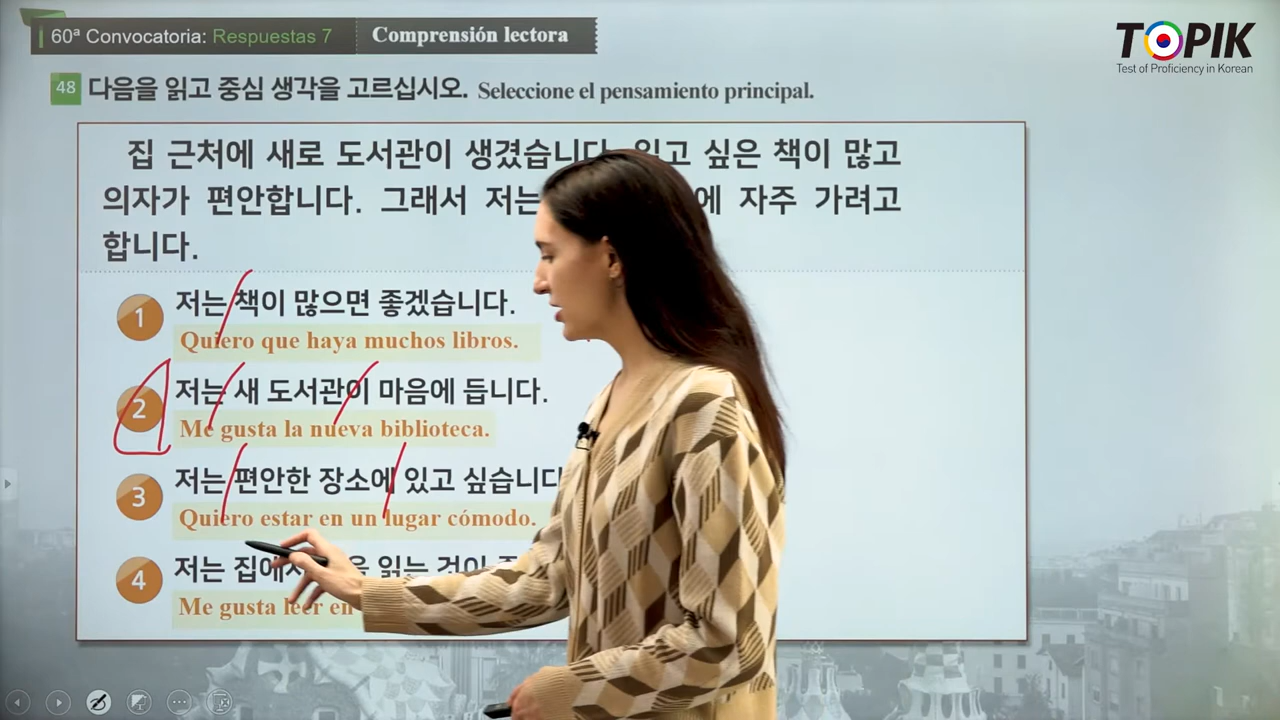 60ª Convocatoria: Respuestas 7 Comprensión lectora
TOPIK
Test of Proficiency in Korean
48 다음을 읽고 중심 생각을 고르십시오. Seleccione el pensamiento principal.
집 근처에 새로 도서관이 생겼습니다. 읽고 싶은 책이 많고
의자가 편안합니다. 그래서 저는 에 자주 가려고
합니다.
1 저는 책이 많으면 좋겠습니다.
Quiero que haya muchos libros.
2 저는 새 도서관이 마음에 듭니다.
Me gusta la nueva biblioteca.
3 저는 편안한 장소에 있고 싶습니다
Quiero estar en un lugar cómodo.
4 저는 집에서 읽는 것이
Me gusta leer en